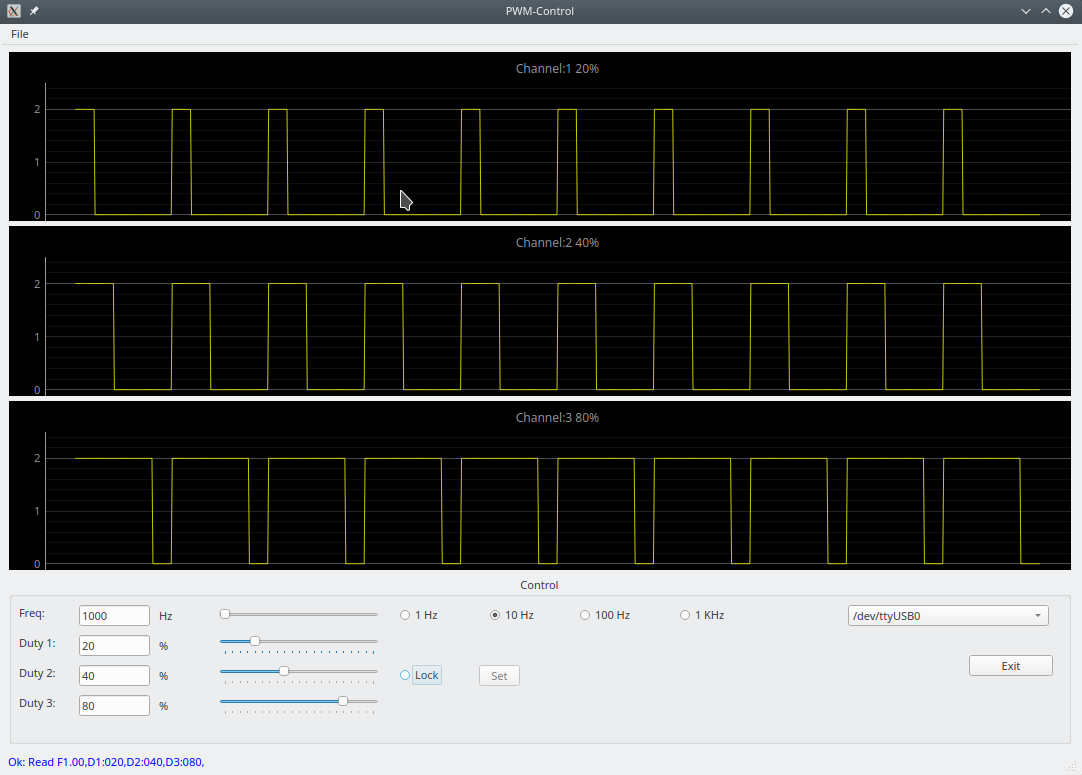 PWM-Control
File
Channel:1 20%
2
1
0
Channel:2 40%
2
1
0
Channel:3 80%
2
1
0
Control
Freq: 1000 Hz 1 Hz 10 Hz 100 Hz 1 KHz /dev/ttyUSB0
Duty 1: 20 %
Duty 2: 40 % Lock Set Exit
Duty 3: 80 %
Ok: Read F1.00,D1:020,D2:040,D3:080,